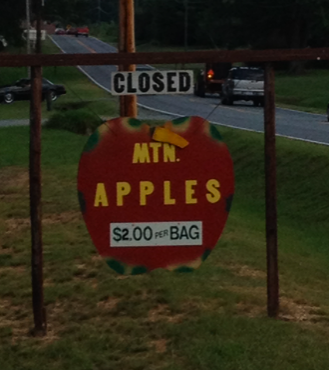 CLOSED
MTN.
APPLES
$2.00 PER BAG